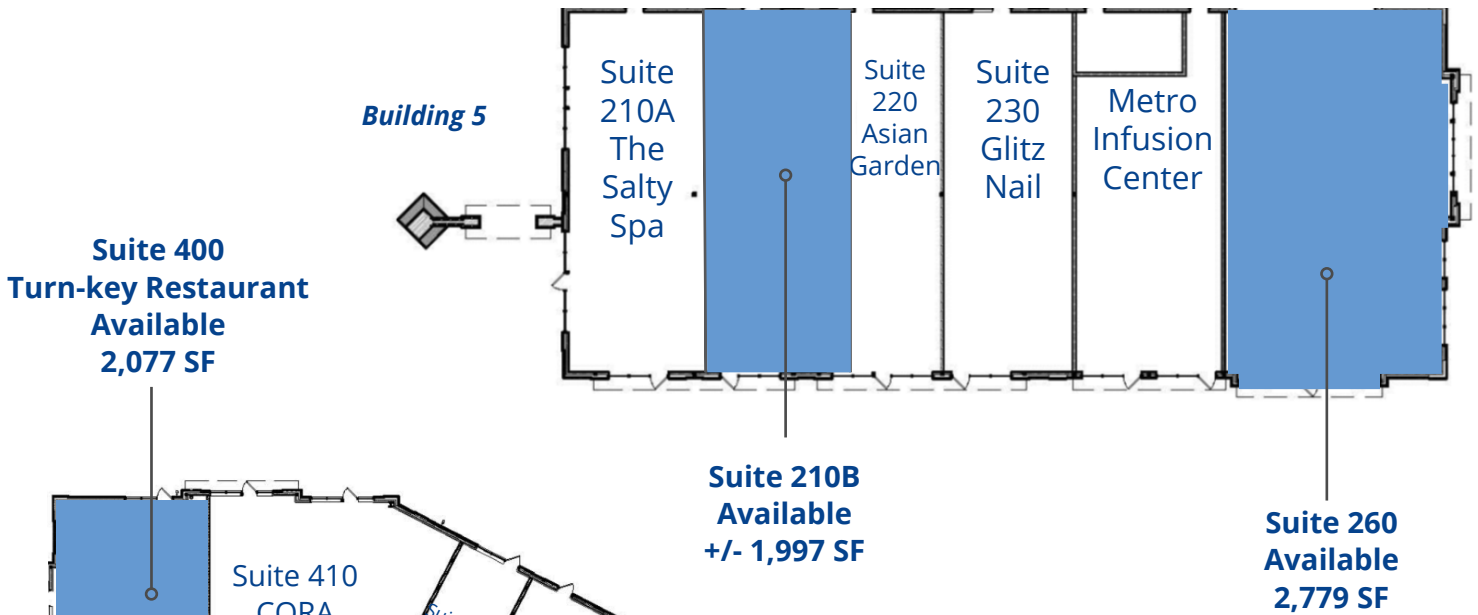 Building 5
Suite
210A
The
Salty
Spa
Suite
220
Asian
Garden
Suite
230
Glitz
Nail
Metro
Infusion
Center
Suite 400
Turn-key Restaurant
Available
2,077 SF
Suite 210B
Available
+/- 1,997 SF
Suite 260
Available
2,779 SF
Suite 410
CORA